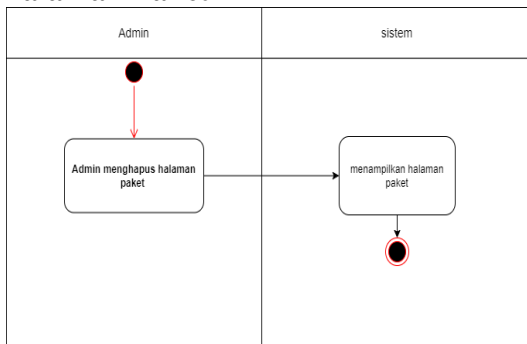 Admin
sistem
Admin menghapus halaman
paket
menampilkan halaman
paket